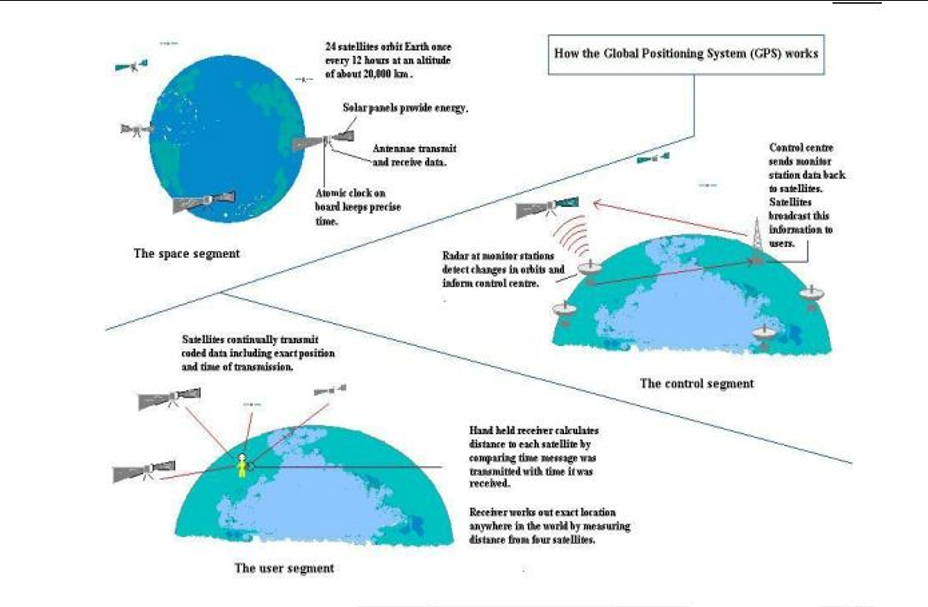 How the Global Positioning System (GPS) works
24 satellites orbit Earth once
every 12 hours at an altitude
of about 20,000 km .
Solar panels provide energy.
Antennae transmit
and receive data.
Atomic clock on
board keeps precise
time.
The space segment
Control centre
sends monitor
station data back
to satellites.
Satellites
broadcast this
information to
users.
Radar at monitor stations
detect changes in orbits and
inform control centre.
The control segment
Satellites continually transmit
coded data including exact position
and time of transmission.
Hand held receiver calculates
distance to each satellite by
comparing time message was
transmitted with time it was
received.
Receiver works out exact location
anywhere in the world by measuring
distance from four satellites.
The user segment